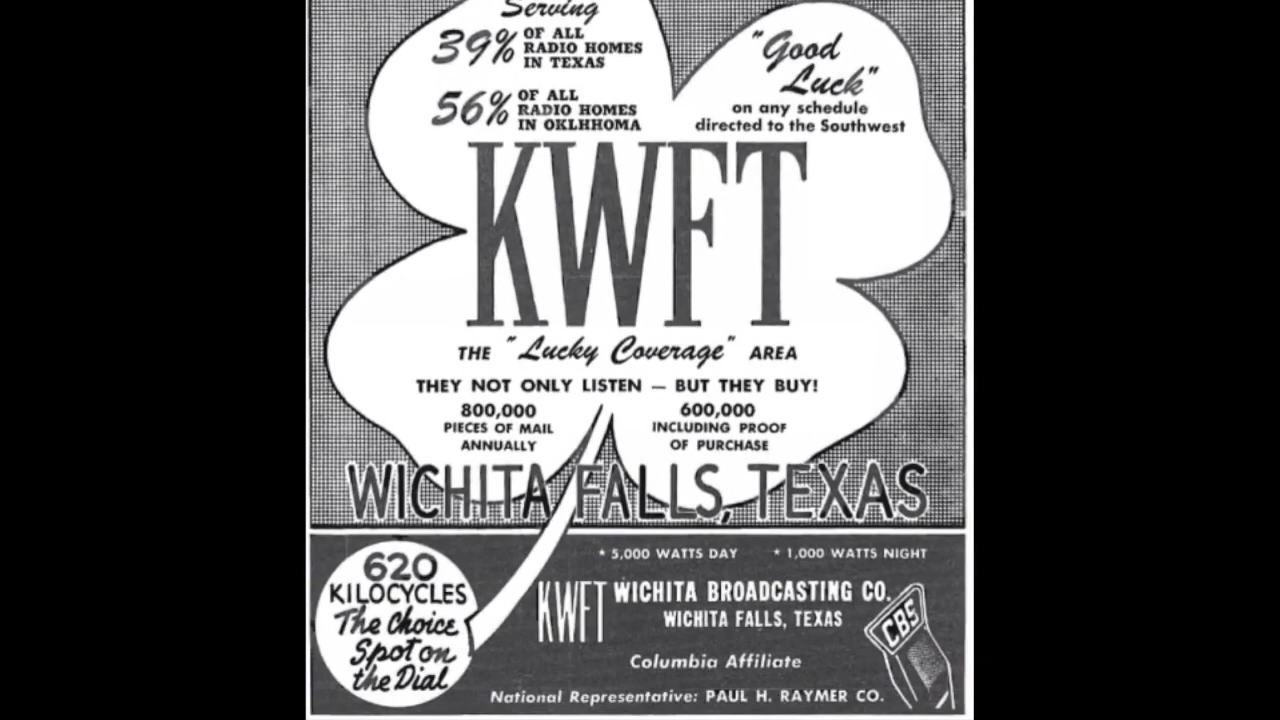 Serving
39% OF ALL
RADIO HOMES
IN TEXAS
56% OF ALL
RADIO HOMES
IN OKLHHOMA
"Good
Luck"
on any schedule
directed to the Southwest
KWFT
THE "Lucky Coverage" AREA
THEY NOT ONLY LISTEN — BUT THEY BUY!
800,000
PIECES OF MAIL
ANNUALLY
600,000
INCLUDING PROOF
OF PURCHASE
WICHITA FALLS, TEXAS
620
KILOCYCLES
The Choice
Spot on
the Dial
* 5,000 WATTS DAY * 1,000 WATTS NIGHT
KWFT WICHITA BROADCASTING CO.
WICHITA FALLS, TEXAS
CBS
Columbia Affiliate
National Representative: PAUL H. RAYMER CO.